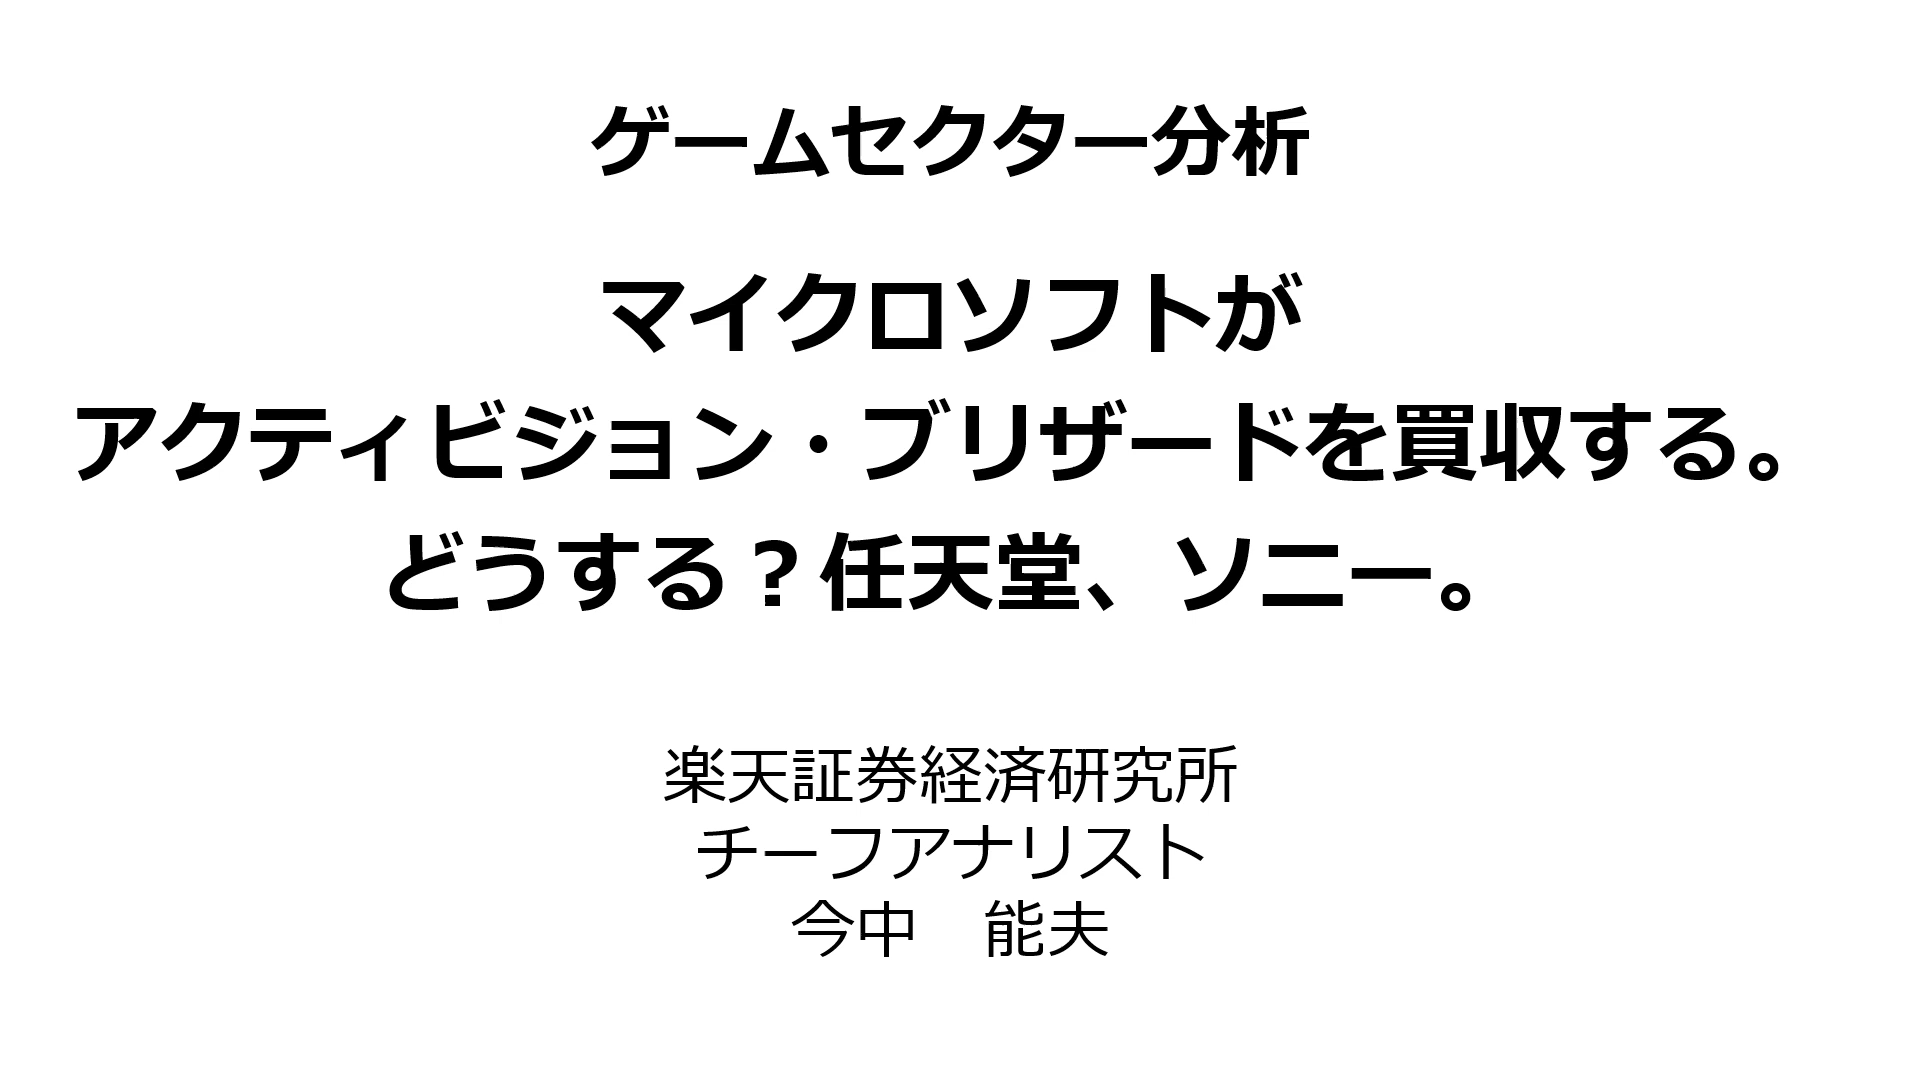 ゲームセクター分析
マイクロソフトが
アクティビジョン・ブリザードを買収する。
どうする？任天堂、ソニー。
楽天証券経済研究所
チーフアナリスト
今中　能夫